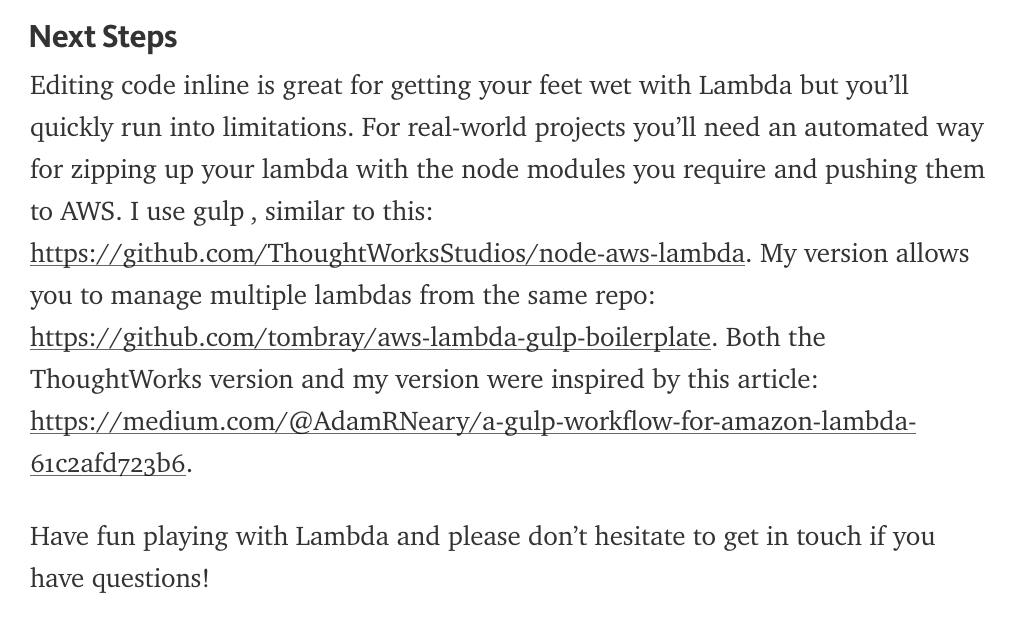 Next Steps
Editing code inline is great for getting your feet wet with Lambda but you’ll
quickly run into limitations. For real-world projects you’ll need an automated way
for zipping up your lambda with the node modules you require and pushing them
to AWS. I use gulp , similar to this:
https://github.com/ThoughtWorksStudios/node-aws-lambda. My version allows
you to manage multiple lambdas from the same repo:
https://github.com/tombray/aws-lambda-gulp-boilerplate. Both the
ThoughtWorks version and my version were inspired by this article:
https://medium.com/@AdamRNeary/a-gulp-workflow-for-amazon-lambda-
61c2afd723b6.
Have fun playing with Lambda and please don’t hesitate to get in touch if you
have questions!